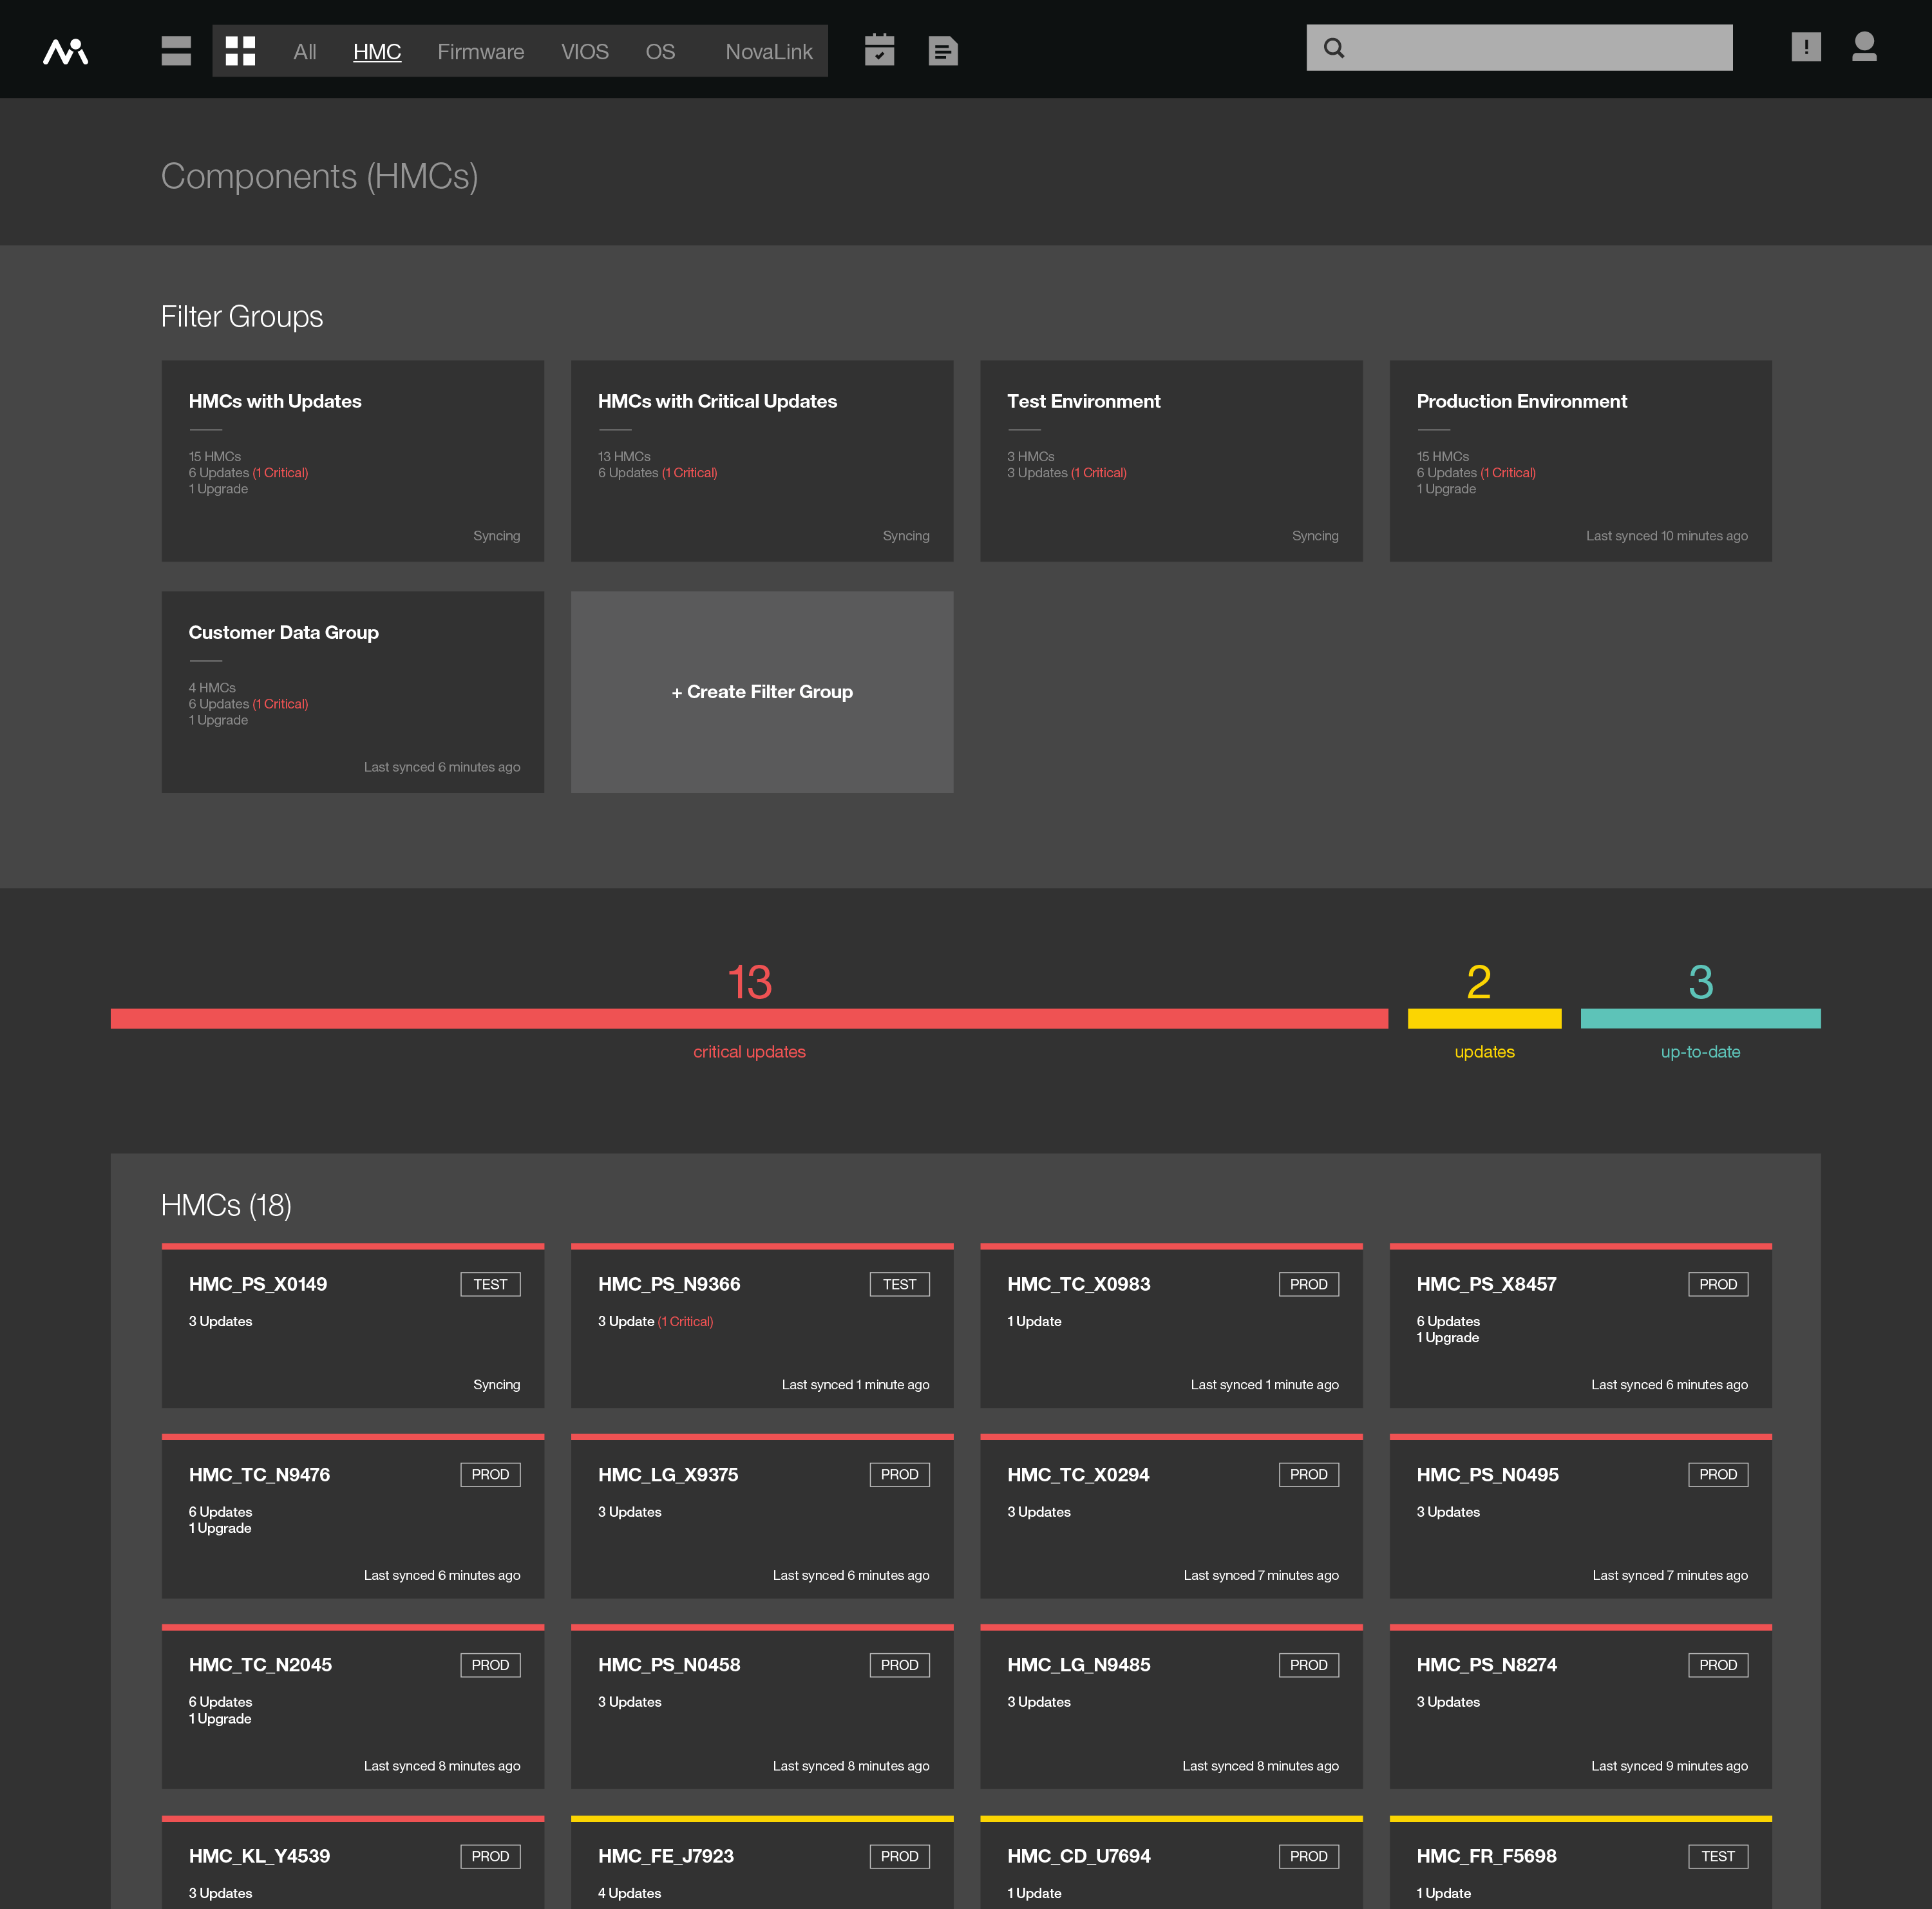 All HMC Firmware VIOS OS NovaLink
Components (HMCs)
Filter Groups
HMCs with Updates
15 HMCs
6 Updates (1 Critical)
1 Upgrade
Syncing
HMCs with Critical Updates
13 HMCs
6 Updates (1 Critical)
Syncing
Test Environment
3 HMCs
3 Updates (1 Critical)
Syncing
Production Environment
15 HMCs
6 Updates (1 Critical)
1 Upgrade
Last synced 10 minutes ago
Customer Data Group
4 HMCs
6 Updates (1 Critical)
1 Upgrade
Last synced 6 minutes ago
+ Create Filter Group
13
critical updates
2
updates
3
up-to-date
HMCs (18)
HMC_PS_X0149 TEST
3 Updates
Syncing
HMC_PS_N9366 TEST
3 Update (1 Critical)
Last synced 1 minute ago
HMC_TC_X0983 PROD
1 Update
Last synced 1 minute ago
HMC_PS_X8457 PROD
6 Updates
1 Upgrade
Last synced 6 minutes ago
HMC_TC_N9476 PROD
6 Updates
1 Upgrade
Last synced 6 minutes ago
HMC_LG_X9375 PROD
3 Updates
Last synced 6 minutes ago
HMC_TC_X0294 PROD
3 Updates
Last synced 7 minutes ago
HMC_PS_N0495 PROD
3 Updates
Last synced 7 minutes ago
HMC_TC_N2045 PROD
6 Updates
1 Upgrade
Last synced 8 minutes ago
HMC_PS_N0458 PROD
3 Updates
Last synced 8 minutes ago
HMC_LG_N9485 PROD
3 Updates
Last synced 8 minutes ago
HMC_PS_N8274 PROD
3 Updates
Last synced 9 minutes ago
HMC_KL_Y4539 PROD
3 Updates
HMC_FE_J7923 PROD
4 Updates
HMC_CD_U7694 PROD
1 Update
HMC_FR_F5698 TEST
1 Update